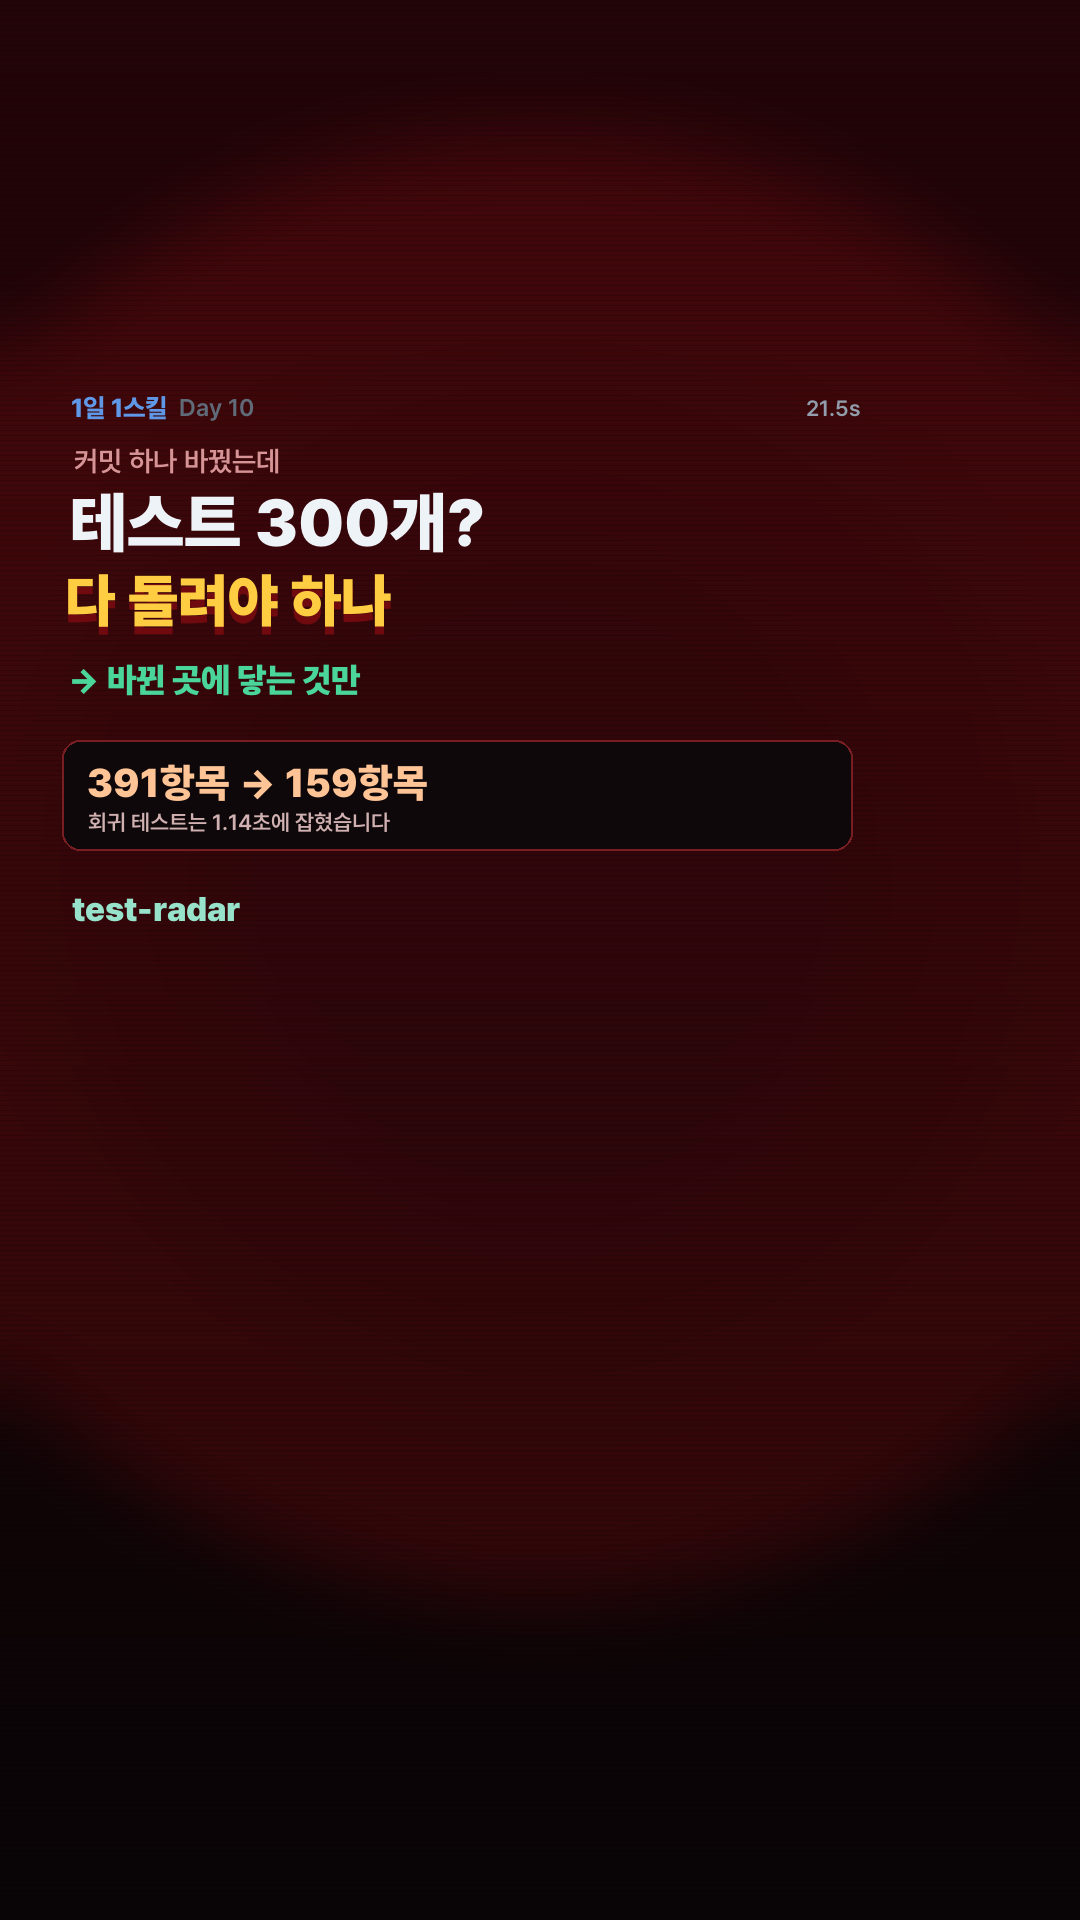 1일 1스킬 Day 10 21.5s
커밋 하나 바꿨는데
테스트 300개?
다 돌려야 하나
→ 바뀐 곳에 닿는 것만
391항목 → 159항목
회귀 테스트는 1.14초에 잡혔습니다
test-radar